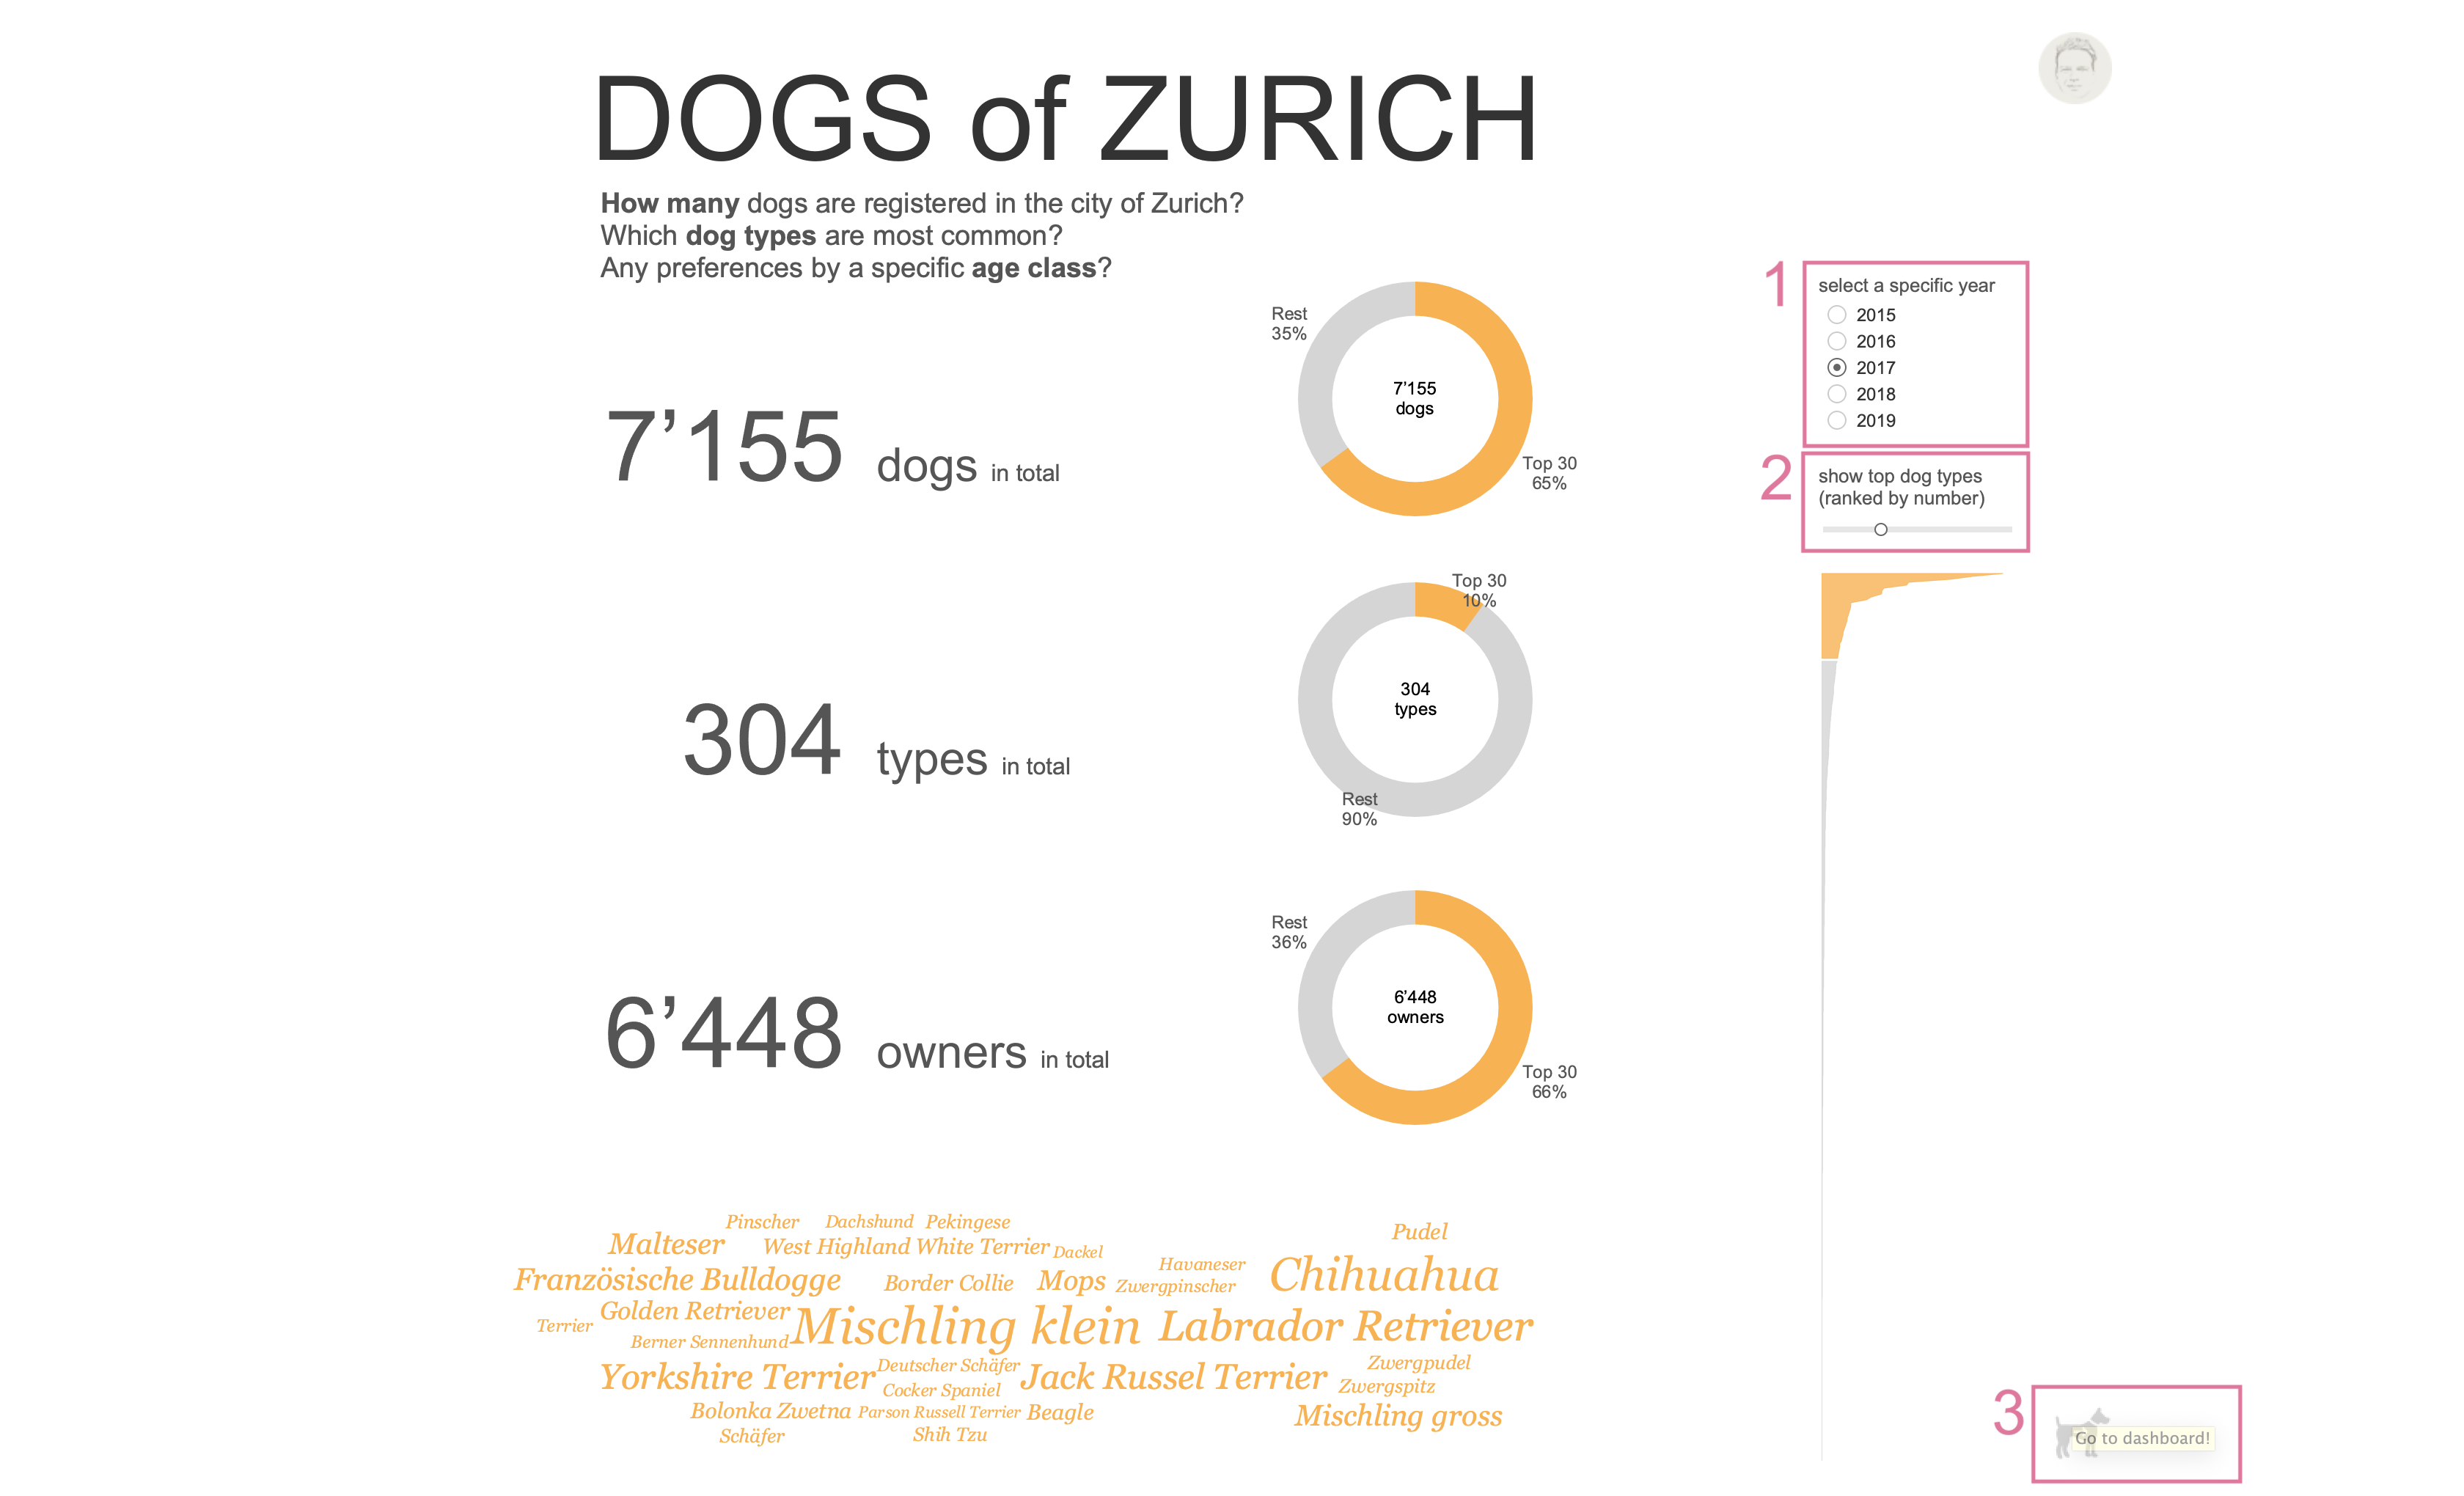 DOGS of ZURICH
How many dogs are registered in the city of Zurich?
Which dog types are most common?
Any preferences by a specific age class?
7’155 dogs in total
Rest
35%
7’155
dogs
Top 30
65%
304 types in total
Top 30
10%
304
types
Rest
90%
6’448 owners in total
Rest
36%
6’448
owners
Top 30
66%
1
select a specific year
2015
2016
2017
2018
2019
2
show top dog types
(ranked by number)
Pinscher Dachshund Pekingese
Pudel
Malteser West Highland White Terrier Dackel
Havaneser
Französische Bulldogge Border Collie Mops Zwergpinscher Chihuahua
Golden Retriever
Terrier Mischling klein Labrador Retriever
Berner Sennenhund
Deutscher Schäfer Zwergpudel
Yorkshire Terrier Jack Russel Terrier
Cocker Spaniel Zwergspitz
Bolonka Zwetna Parson Russell Terrier Beagle Mischling gross
Schäfer Shih Tzu
3
Go to dashboard!